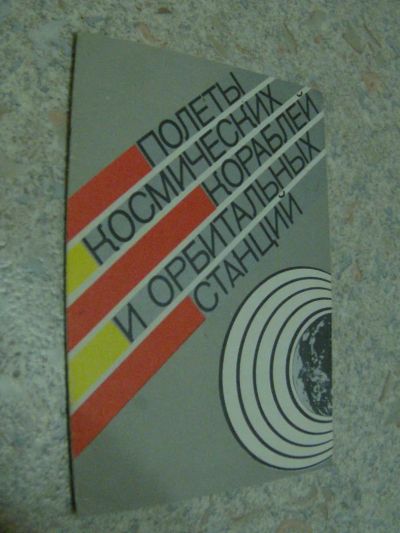 ПОЛЕТЫ
КОСМИЧЕСКИХ
КОРАБЛЕЙ
И ОРБИТАЛЬНЫХ
СТАНЦИЙ